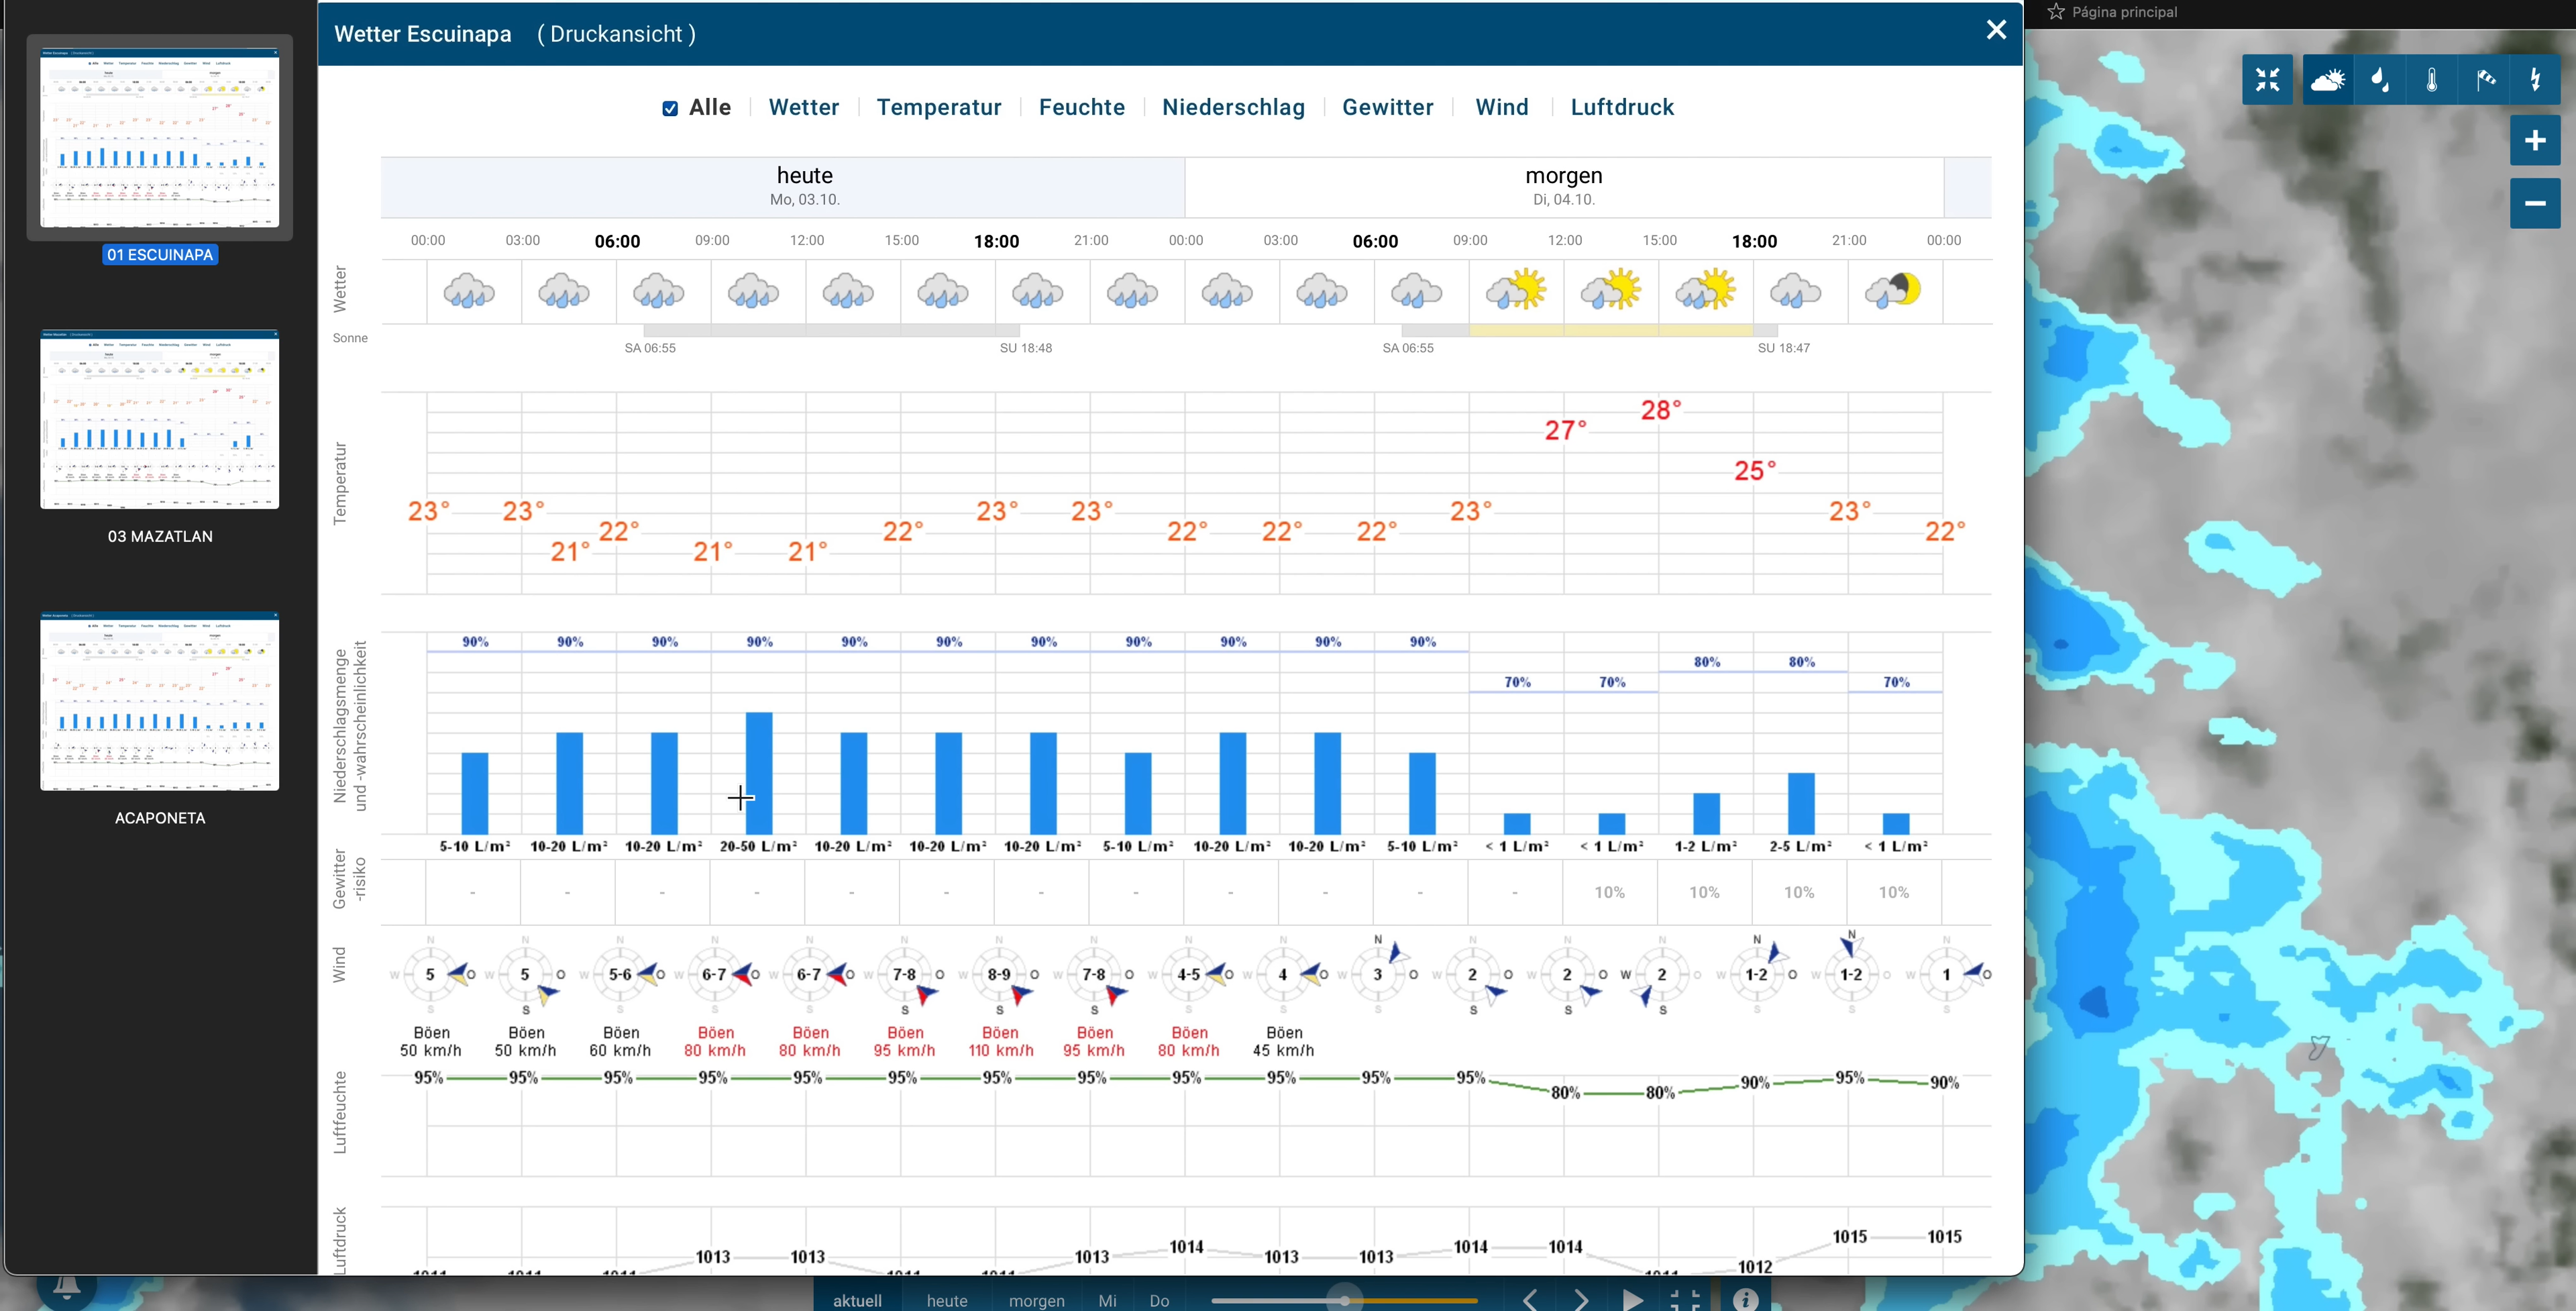 Página principal
Wetter Escuinapa ( Druckansicht )
Alle Wetter Temperatur Feuchte Niederschlag Gewitter Wind Luftdruck
heute morgen
Mo, 03.10. Di, 04.10.
00:00 03:00 06:00 09:00 12:00 15:00 18:00 21:00 00:00 03:00 06:00 09:00 12:00 15:00 18:00 21:00 00:00
Wetter
Sonne
SA 06:55 SU 18:48 SA 06:55 SU 18:47
Temperatur
28°
27°
25°
23° 23° 23° 23° 23° 23°
22° 22° 22° 22° 22° 22°
21° 21° 21°
Niederschlagsmenge
und -wahrscheinlichkeit
90% 90% 90% 90% 90% 90% 90% 90% 90% 90% 90%
80% 80%
70% 70% 70%
5-10 L/m² 10-20 L/m² 10-20 L/m² 20-50 L/m² 10-20 L/m² 10-20 L/m² 10-20 L/m² 5-10 L/m² 10-20 L/m² 10-20 L/m² 5-10 L/m² < 1 L/m² < 1 L/m² 1-2 L/m² 2-5 L/m² < 1 L/m²
Gewitter
-risiko
- - - - - - - - - - - - 10% 10% 10% 10%
Wind
N N N N N N N N N N N N N N N N N
W 5 O W 5 O W 5-6 O W 6-7 O W 6-7 O W 7-8 O W 8-9 O W 7-8 O W 4-5 O W 4 O W 3 O W 2 O W 2 O W 2 O W 1-2 O W 1-2 O W 1 O
S S S S S S S S S S S S S S S S S
Böen Böen Böen Böen Böen Böen Böen Böen Böen Böen
50 km/h 50 km/h 60 km/h 80 km/h 80 km/h 95 km/h 110 km/h 95 km/h 80 km/h 45 km/h
Luftfeuchte
95% 95% 95% 95% 95% 95% 95% 95% 95% 95% 95% 95% 80% 80% 90% 95% 90%
Luftdruck
1013 1013 1013 1014 1013 1013 1014 1014 1012 1015 1015
01 ESCUINAPA
03 MAZATLAN
ACAPONETA
aktuell heute morgen Mi Do